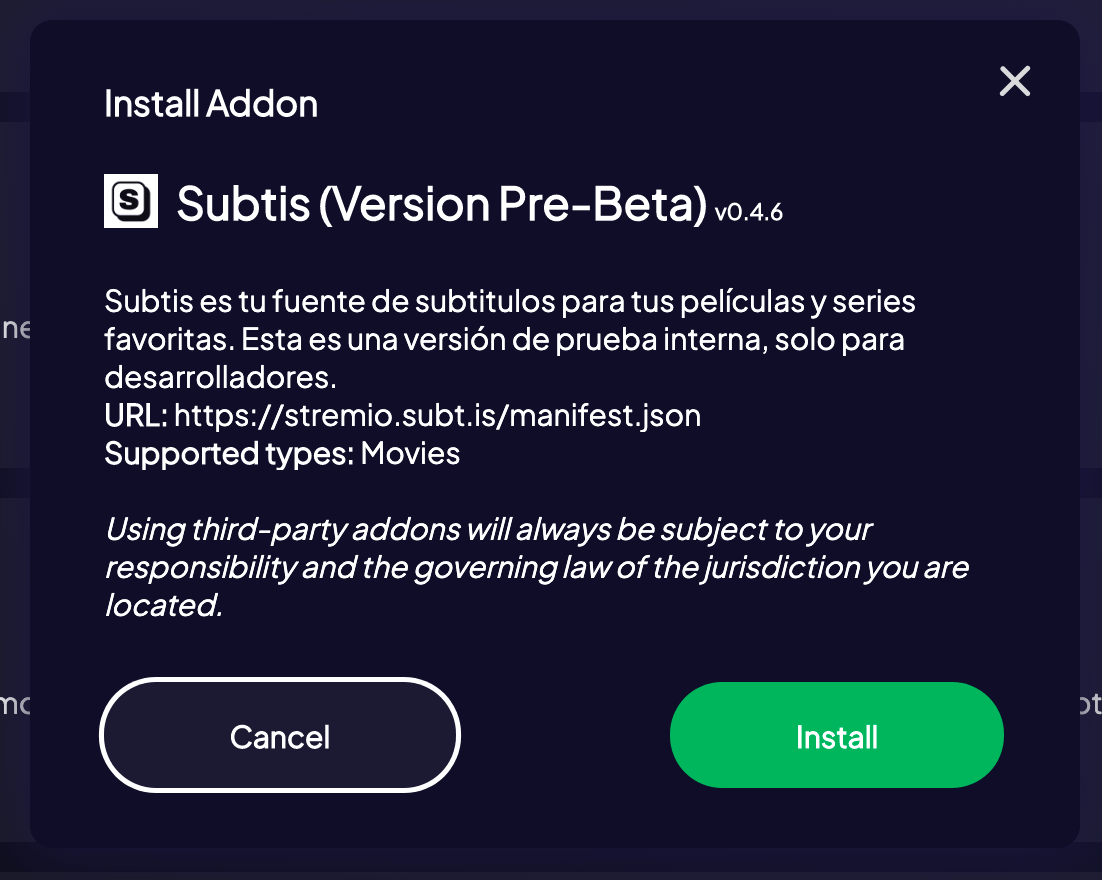 Install Addon
S
Subtis (Version Pre-Beta) v0.4.6
Subtis es tu fuente de subtitulos para tus películas y series
favoritas. Esta es una versión de prueba interna, solo para
desarrolladores.
URL: https://stremio.subt.is/manifest.json
Supported types: Movies
Using third-party addons will always be subject to your
responsibility and the governing law of the jurisdiction you are
located.
Cancel
Install